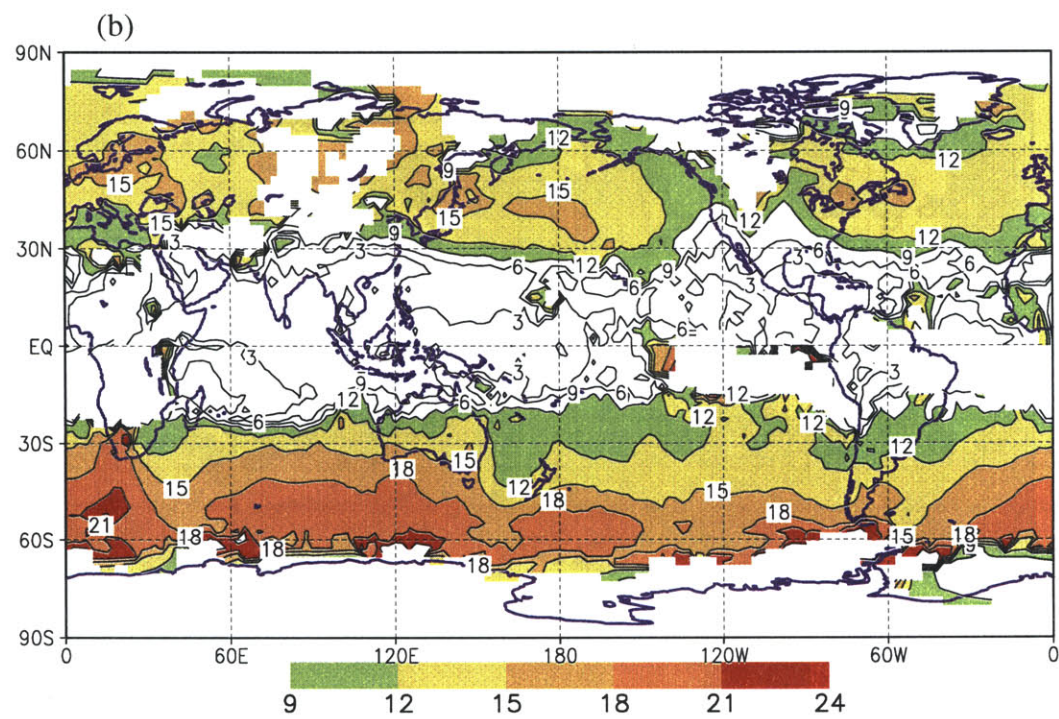 (b)
90N
9
60N 12 12
9
15 15 15
15
12
30N 3 9 12 3 12 9
3 6 6 6
6 3
3 6=
EQ 3 3
3
6 12 9 6 6 9 6 12 12
30S 15 12
15 18 12 18 15
21 18 18 15 18
60S 18 18 18 9
90S
0 60E 120E 180 120W 60W 0
9 12 15 18 21 24